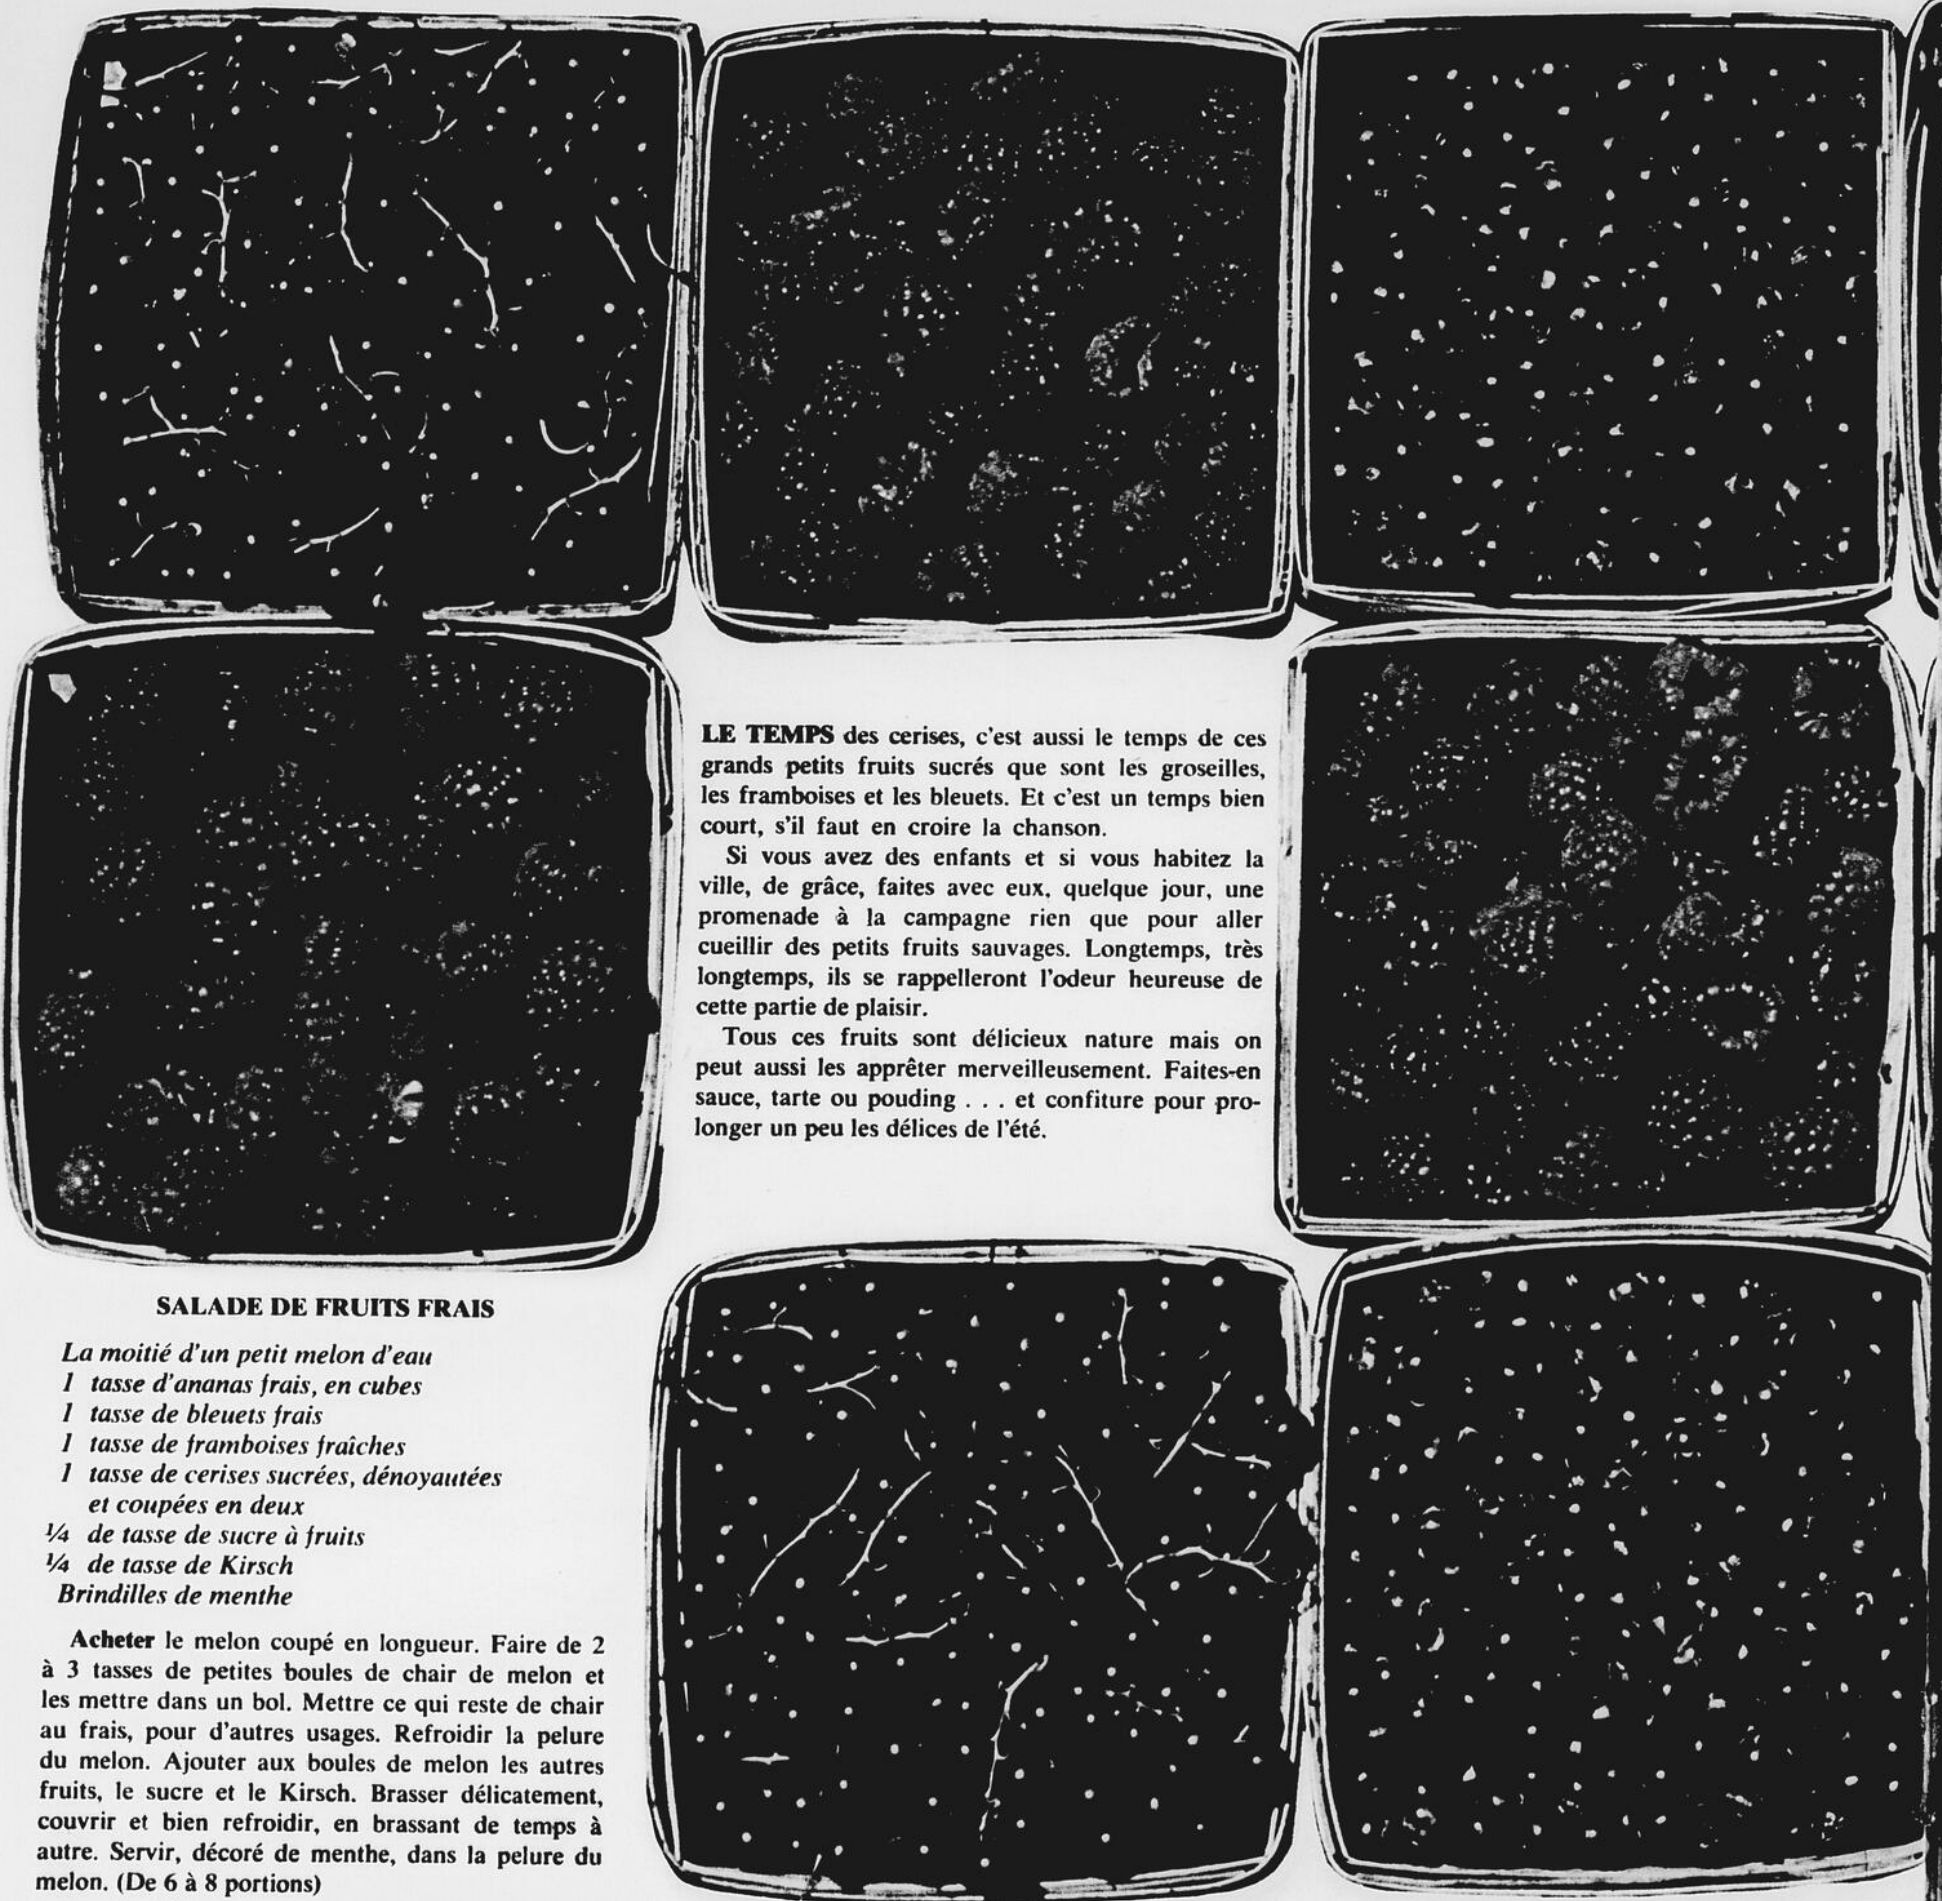 LE TEMPS des cerises, c'est aussi le temps de ces
grands petits fruits sucrés que sont les groseilles,
les framboises et les bleuets. Et c'est un temps bien
court, s'il faut en croire la chanson.
Si vous avez des enfants et si vous habitez la
ville, de grâce, faites avec eux, quelque jour, une
promenade à la campagne rien que pour aller
cueillir des petits fruits sauvages. Longtemps, très
longtemps, ils se rappelleront l'odeur heureuse de
cette partie de plaisir.
Tous ces fruits sont délicieux nature mais on
peut aussi les apprêter merveilleusement. Faites-en
sauce, tarte ou pouding . . . et confiture pour pro-
longer un peu les délices de l'été.
SALADE DE FRUITS FRAIS
La moitié d'un petit melon d'eau
1 tasse d'ananas frais, en cubes
1 tasse de bleuets frais
1 tasse de framboises fraîches
1 tasse de cerises sucrées, dénoyautées
et coupées en deux
¼ de tasse de sucre à fruits
¼ de tasse de Kirsch
Brindilles de menthe
Acheter le melon coupé en longueur. Faire de 2
à 3 tasses de petites boules de chair de melon et
les mettre dans un bol. Mettre ce qui reste de chair
au frais, pour d'autres usages. Refroidir la pelure
du melon. Ajouter aux boules de melon les autres
fruits, le sucre et le Kirsch. Brasser délicatement,
couvrir et bien refroidir, en brassant de temps à
autre. Servir, décoré de menthe, dans la pelure du
melon. (De 6 à 8 portions)